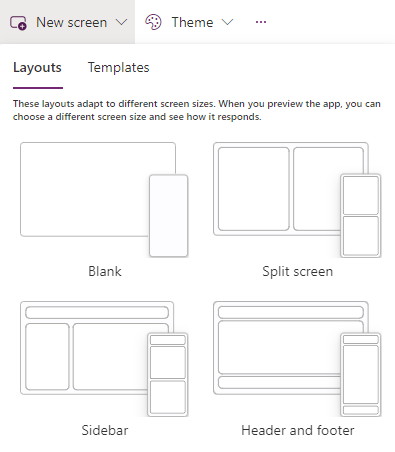 New screen Theme ...
Layouts Templates
These layouts adapt to different screen sizes. When you preview the app, you can
choose a different screen size and see how it responds.
Blank Split screen
Sidebar Header and footer